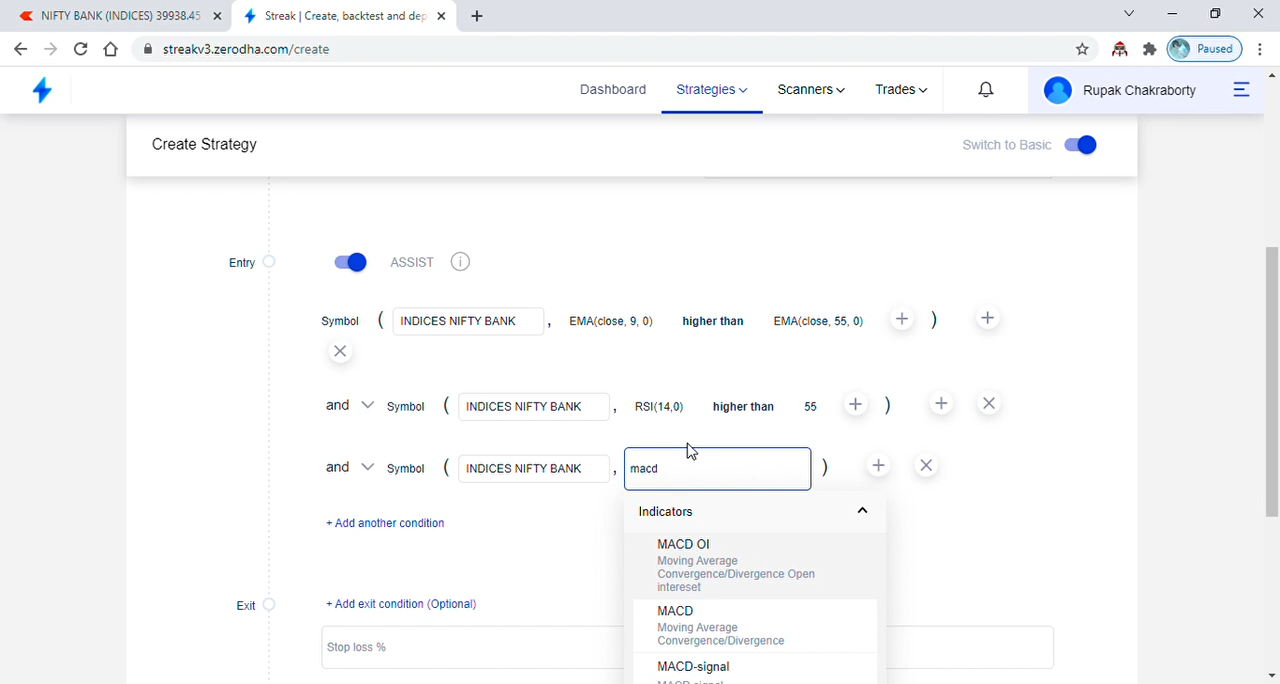 NIFTY BANK (INDICES) 39938.45
Streak | Create, backtest and dep
streakv3.zerodha.com/create
Paused
Dashboard Strategies Scanners Trades Rupak Chakraborty
Create Strategy Switch to Basic
Entry ASSIST i
Symbol ( INDICES NIFTY BANK , EMA(close, 9, 0) higher than EMA(close, 55, 0) + ) +
and Symbol ( INDICES NIFTY BANK , RSI(14,0) higher than 55 + ) +
and Symbol ( INDICES NIFTY BANK , macd ) +
+ Add another condition
Indicators
MACD OI
Moving Average
Convergence/Divergence Open
intereset
MACD
Moving Average
Convergence/Divergence
MACD-signal
Exit + Add exit condition (Optional)
Stop loss %